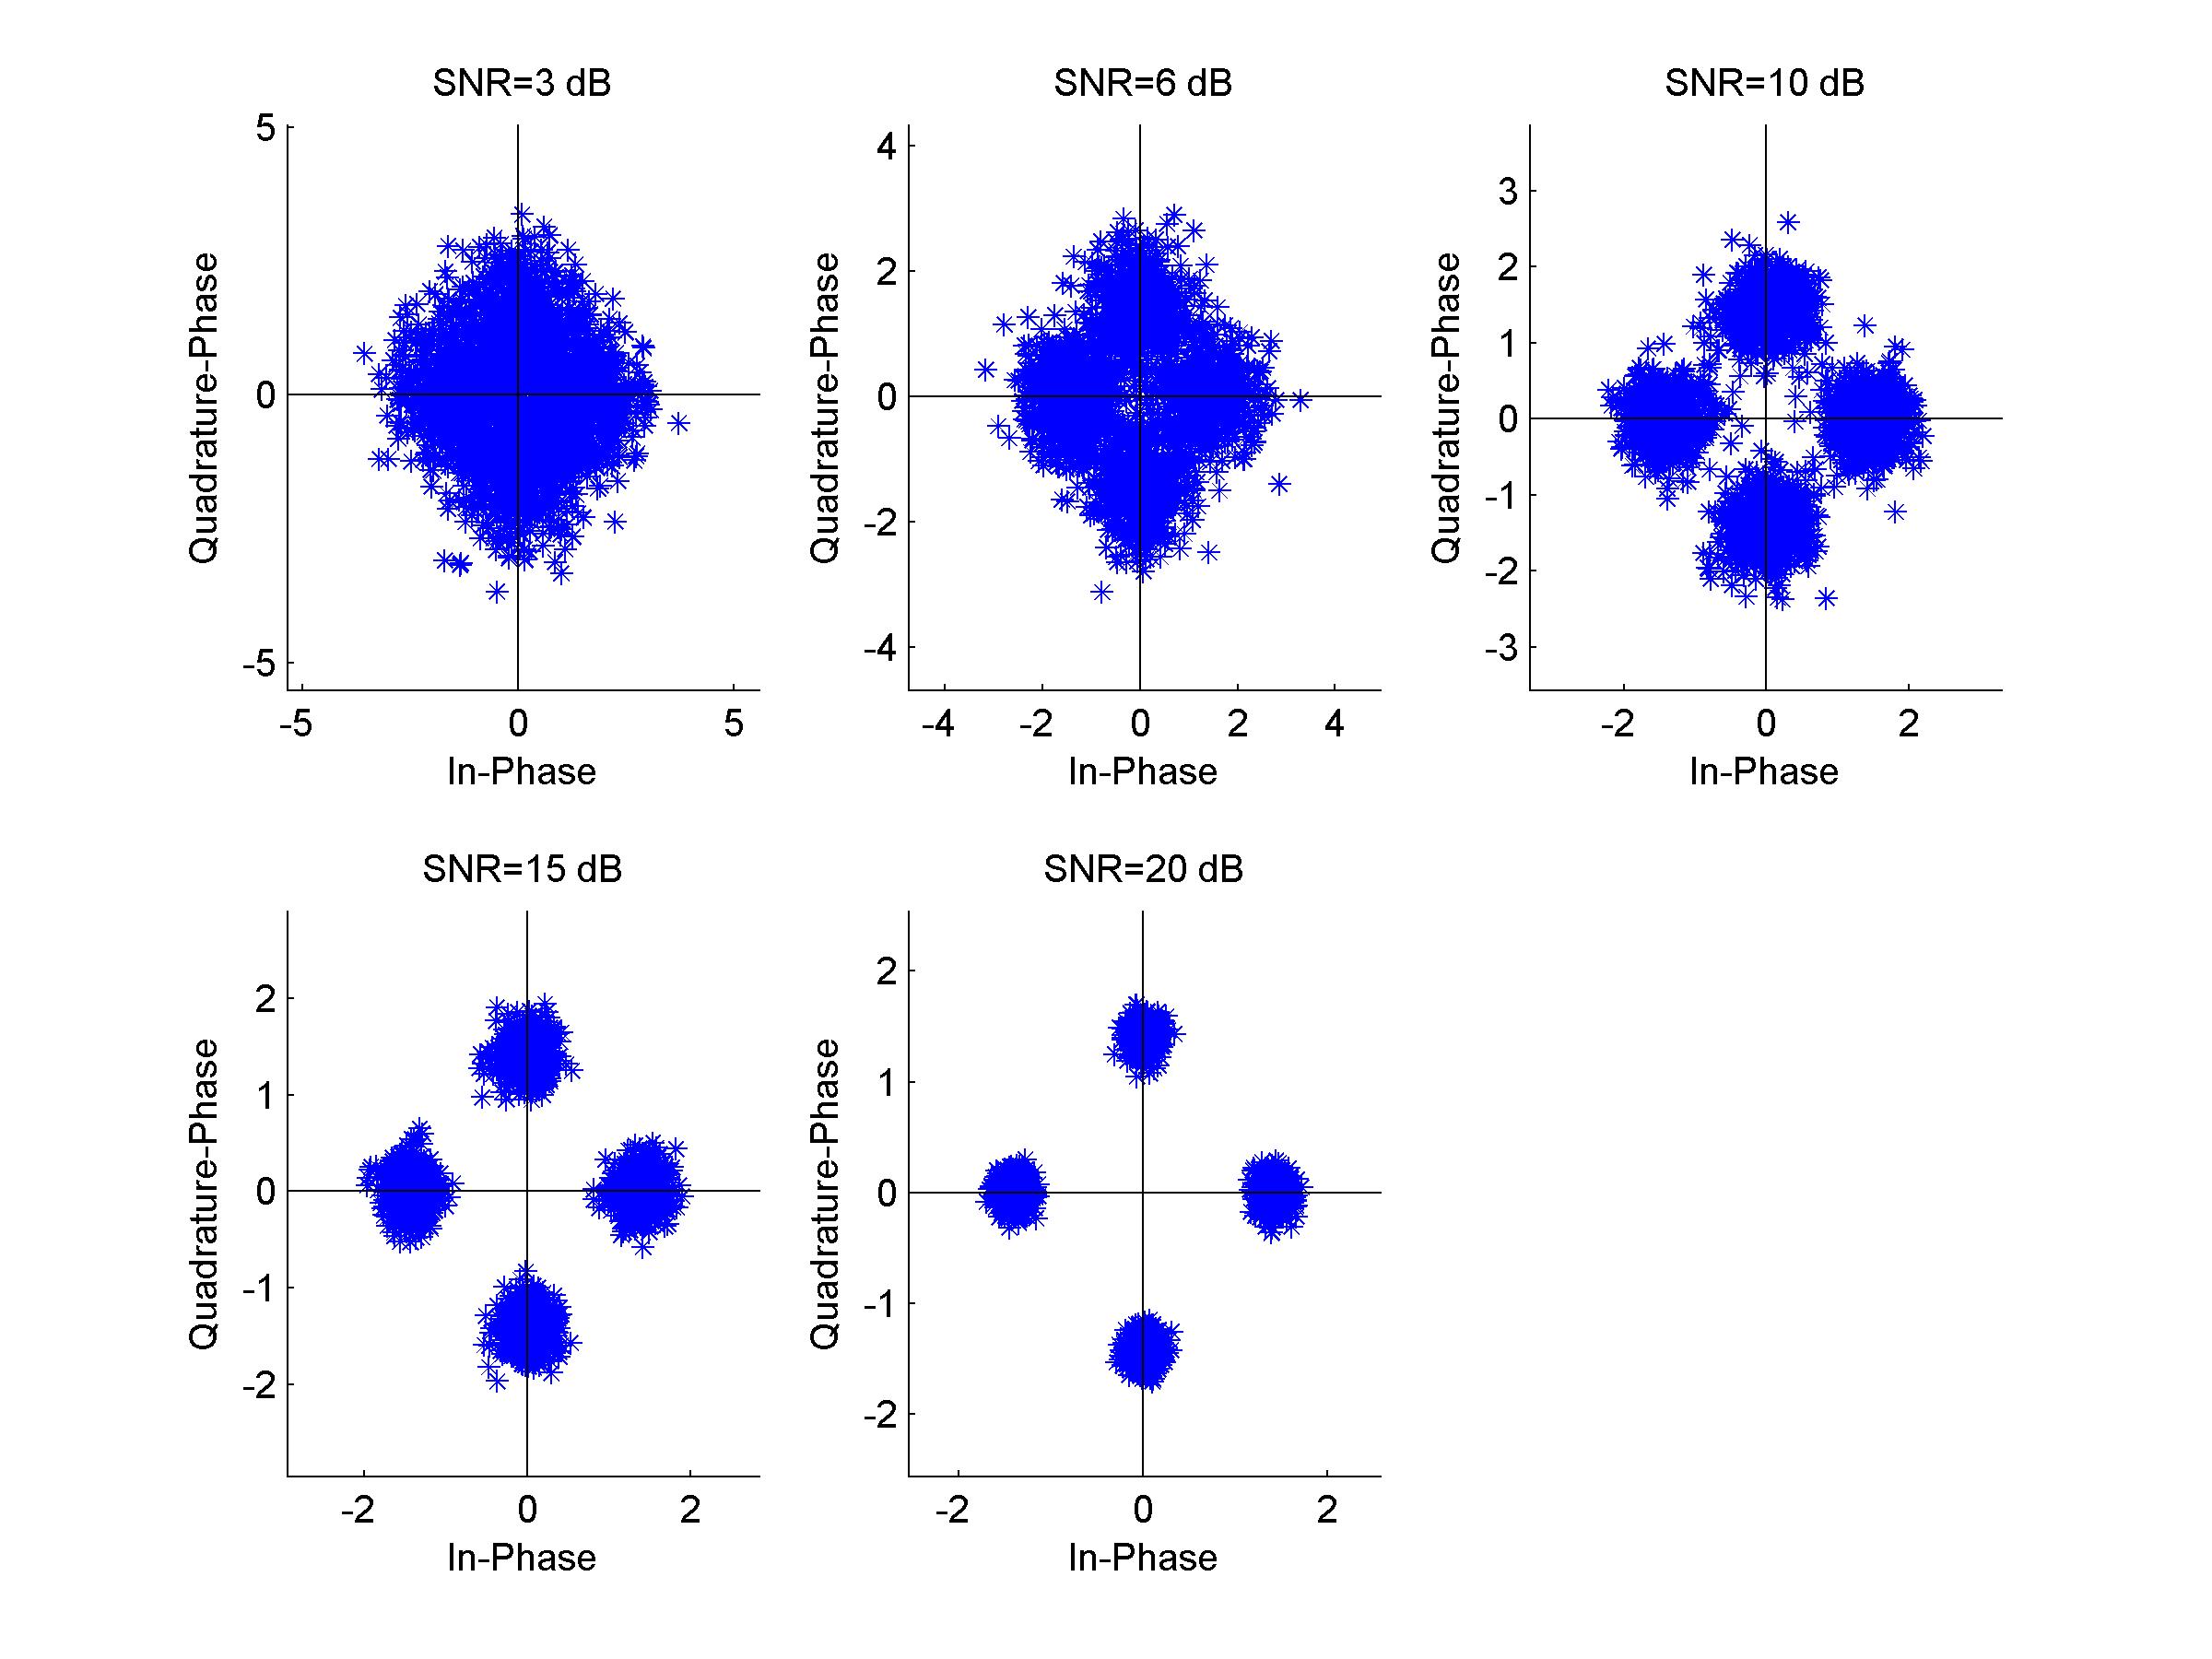 SNR=3 dB
5
0
-5
-5 0 5
Quadrature-Phase
In-Phase
SNR=6 dB
4
2
0
-2
-4
-4 -2 0 2 4
Quadrature-Phase
In-Phase
SNR=10 dB
3
2
1
0
-1
-2
-3
-2 0 2
Quadrature-Phase
In-Phase
SNR=15 dB
2
1
0
-1
-2
-2 0 2
Quadrature-Phase
In-Phase
SNR=20 dB
2
1
0
-1
-2
-2 0 2
Quadrature-Phase
In-Phase